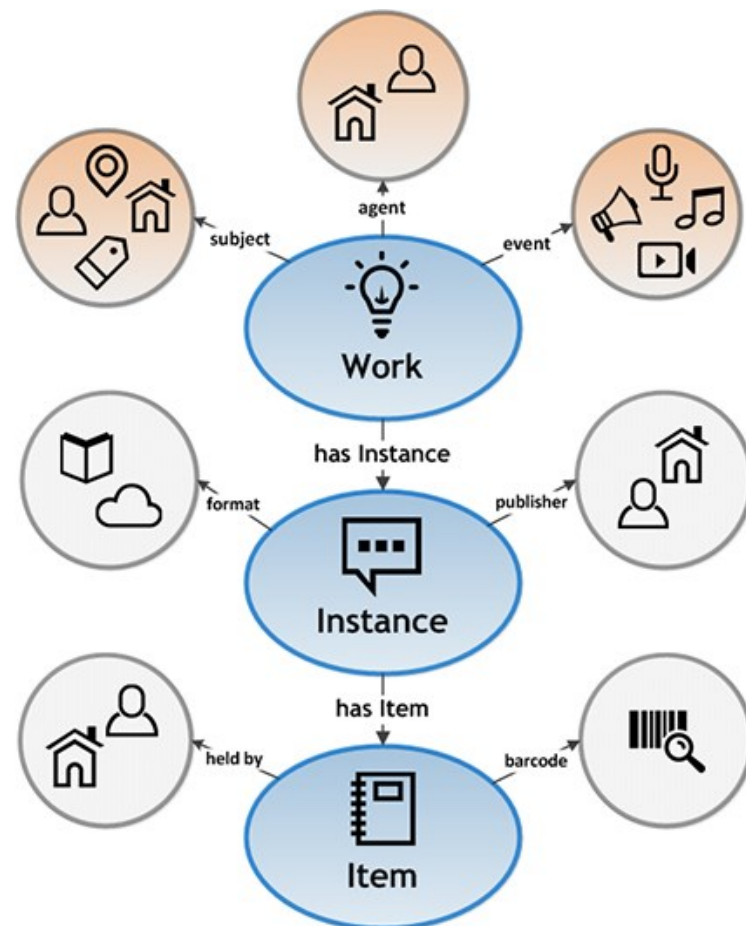 agent
subject
event
Work
has Instance
format
publisher
Instance
has Item
held by
barcode
Item